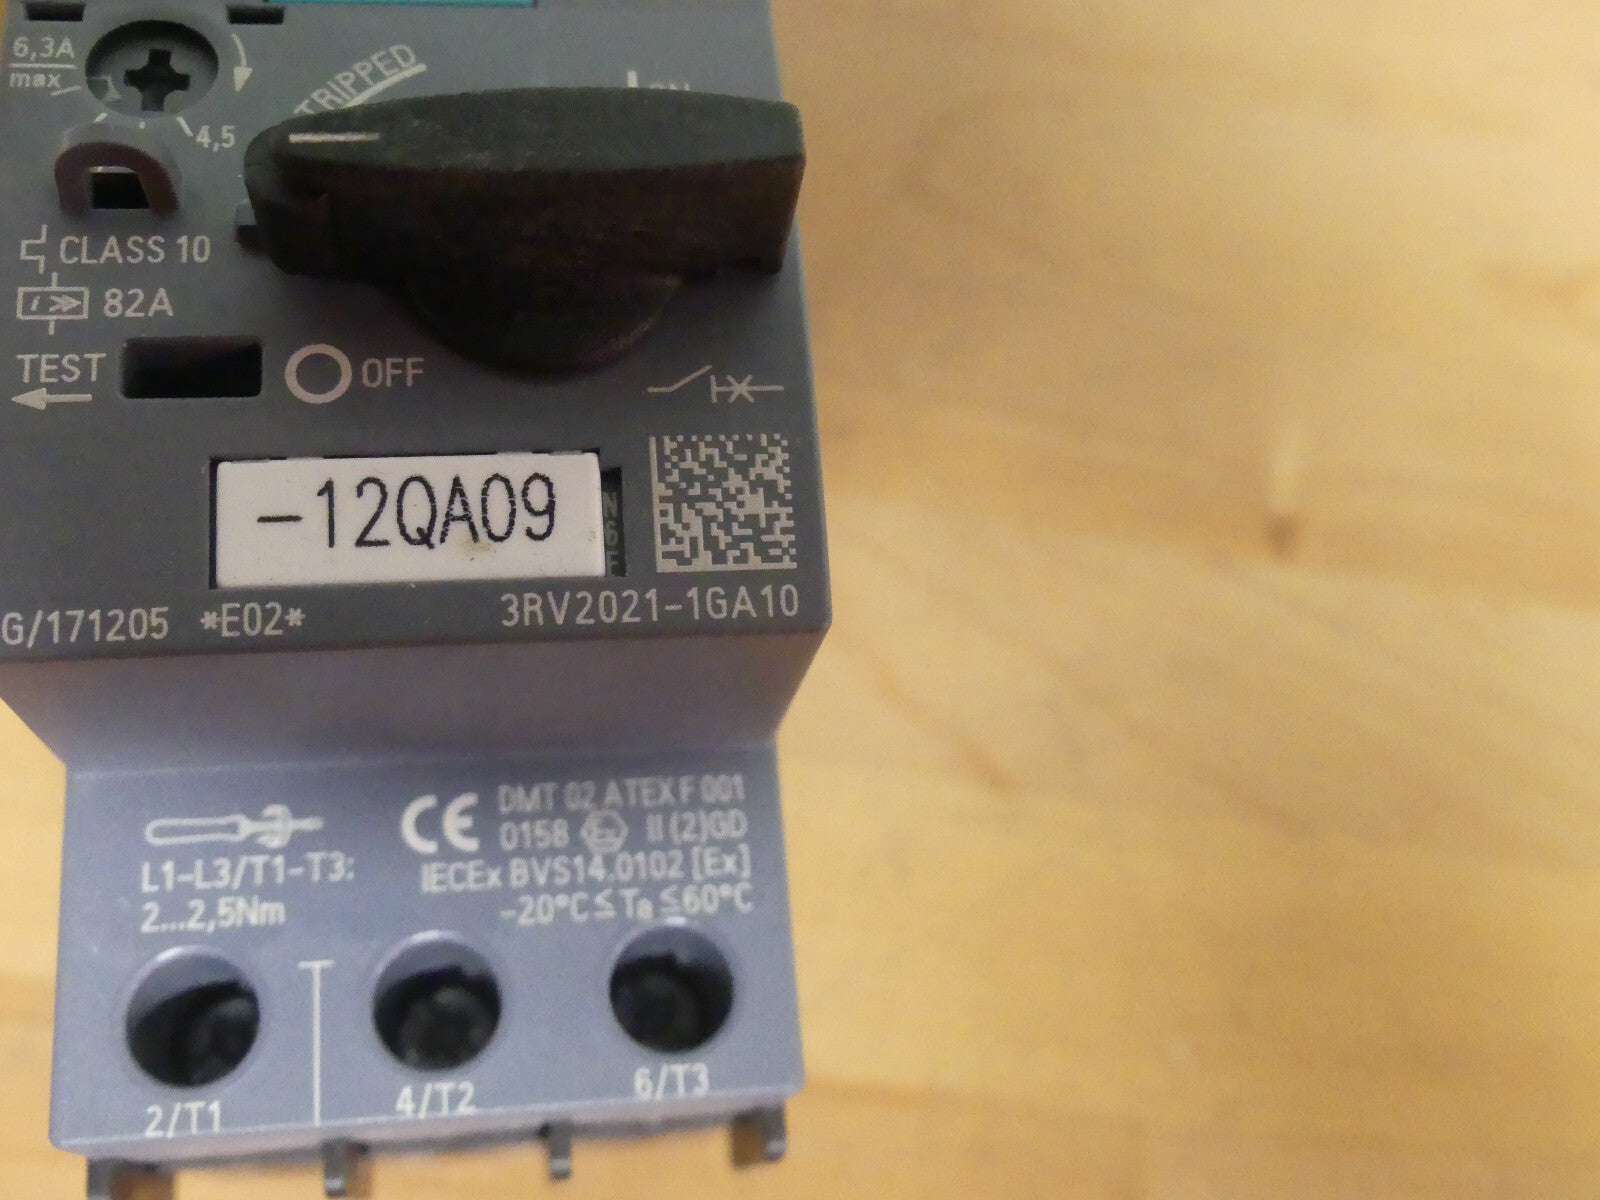 6,3A
max
TRIPPED
4,5
CLASS 10
I>> 82A
TEST
OFF
-12QA09
G/171205 *E02*
3RV2021-1GA10
DMT 02 ATEX F 001
CE 0158 Ex II (2)GD
L1-L3/T1-T3:
IECEx BVS14.0102 [Ex]
2...2,5Nm
-20°C ≤ Ta ≤ 60°C
2/T1
4/T2
6/T3